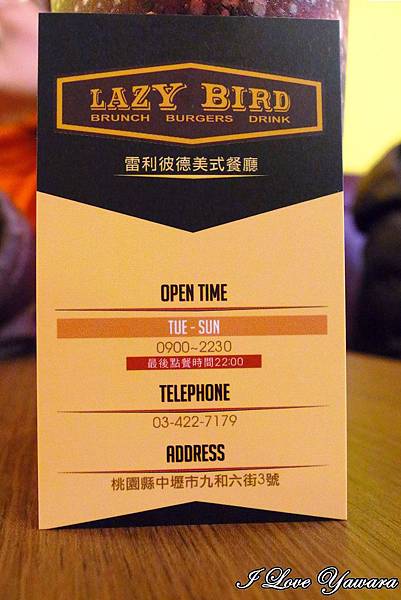 LAZY BIRD
BRUNCH BURGERS DRINK
雷利彼德美式餐廳
OPEN TIME
TUE - SUN
0900~2230
最後點餐時間22:00
TELEPHONE
03-422-7179
ADDRESS
桃園縣中壢市九和六街3號
I Love Yawara